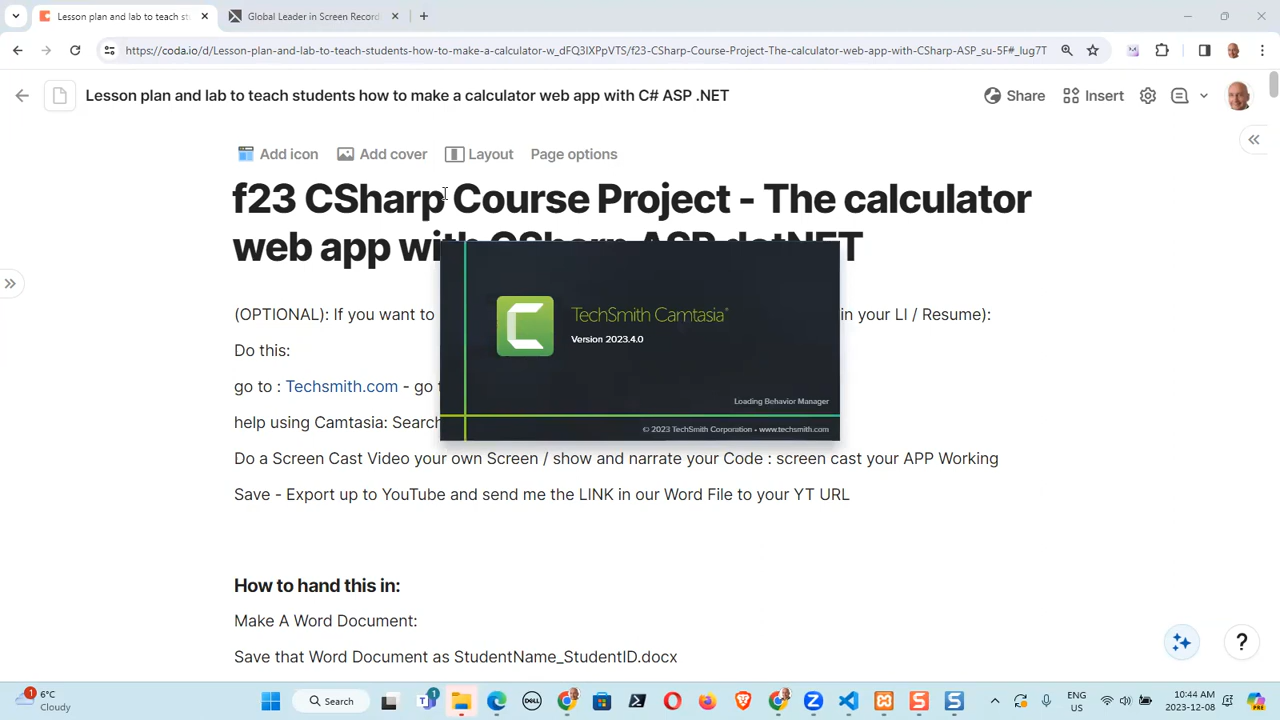 Lesson plan and lab to teach stu
Global Leader in Screen Record
https://coda.io/d/Lesson-plan-and-lab-to-teach-students-how-to-make-a-calculator-w_dFQ3IXPpVTS/f23-CSharp-Course-Project-The-calculator-web-app-with-CSharp-ASP_su-5F#_lug7T
Lesson plan and lab to teach students how to make a calculator web app with C# ASP .NET
Share
Insert
Add icon
Add cover
Layout
Page options
f23 CSharp Course Project - The calculator
web app with CSharp ASP dotNET
(OPTIONAL): If you want to
in your LI / Resume):
Do this:
go to : Techsmith.com - go
help using Camtasia: Search
TechSmith Camtasia®
Version 2023.4.0
Loading Behavior Manager
© 2023 TechSmith Corporation • www.techsmith.com
Do a Screen Cast Video your own Screen / show and narrate your Code : screen cast your APP Working
Save - Export up to YouTube and send me the LINK in our Word File to your YT URL
How to hand this in:
Make A Word Document:
Save that Word Document as StudentName_StudentID.docx
1
6°C
Cloudy
Search
1
DELL
ENG
US
10:44 AM
2023-12-08